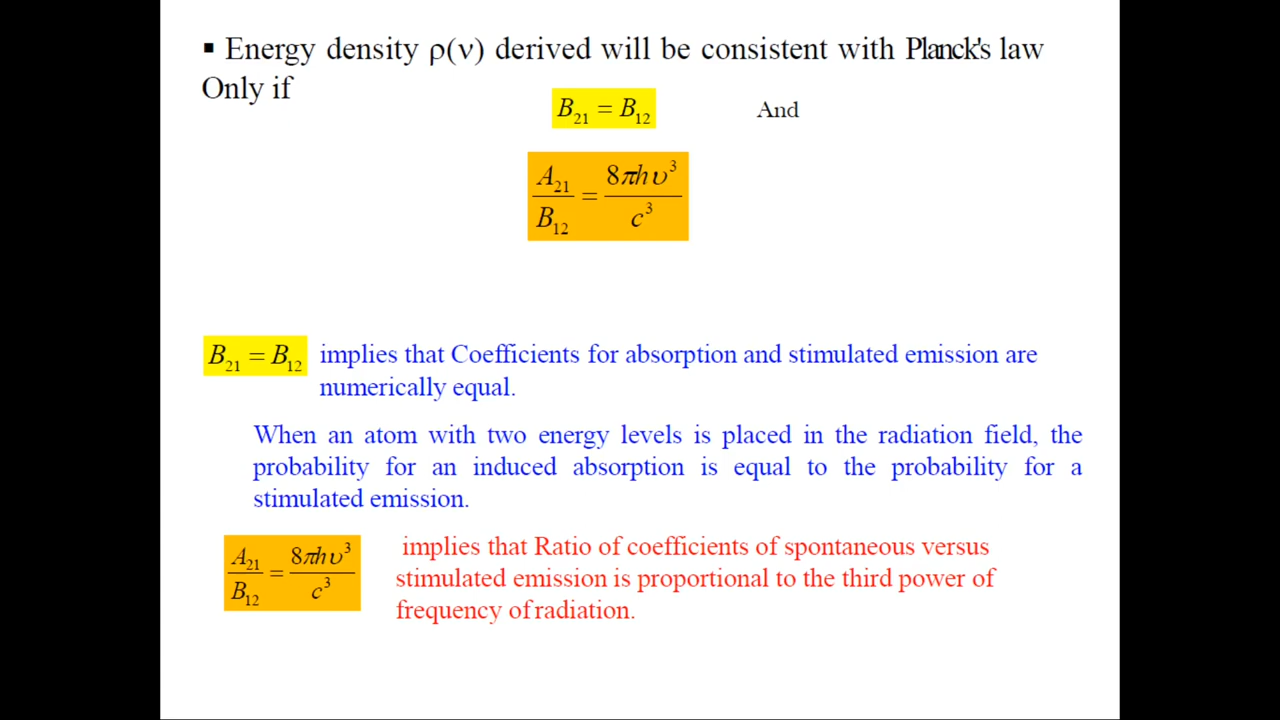 ▪ Energy density ρ(ν) derived will be consistent with Planck's law
Only if
B₂₁ = B₁₂ And
A₂₁/B₁₂ = 8πhυ³/c³
B₂₁ = B₁₂ implies that Coefficients for absorption and stimulated emission are
numerically equal.
When an atom with two energy levels is placed in the radiation field, the
probability for an induced absorption is equal to the probability for a
stimulated emission.
A₂₁/B₁₂ = 8πhυ³/c³ implies that Ratio of coefficients of spontaneous versus
stimulated emission is proportional to the third power of
frequency of radiation.